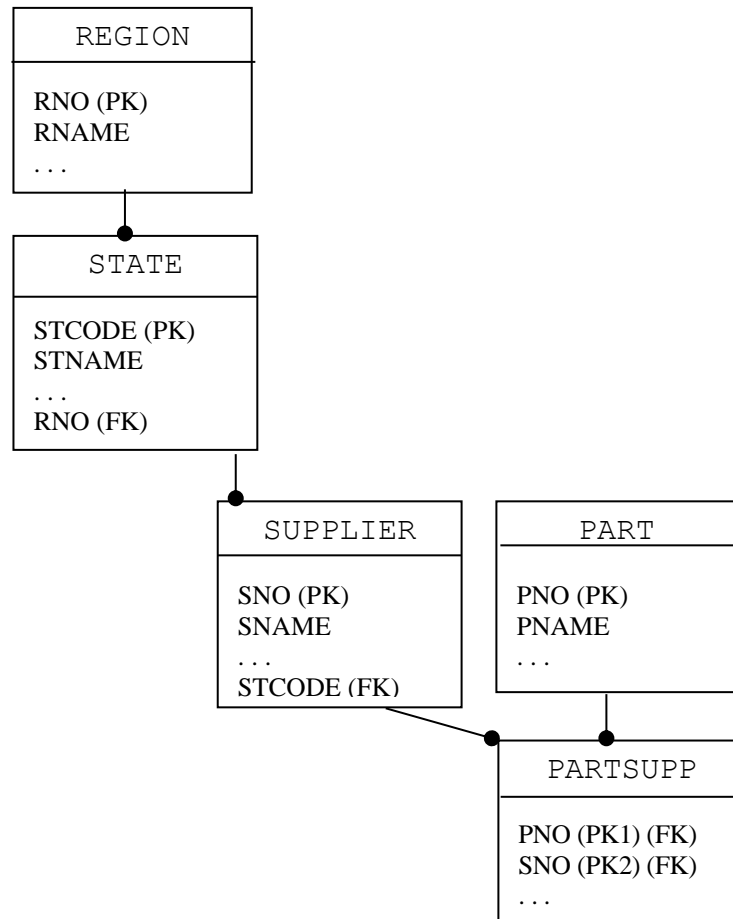 REGION
RNO (PK)
RNAME
. . .
STATE
STCODE (PK)
STNAME
. . .
RNO (FK)
SUPPLIER
SNO (PK)
SNAME
. . .
STCODE (FK)
PART
PNO (PK)
PNAME
. . .
PARTSUPP
PNO (PK1) (FK)
SNO (PK2) (FK)
. . .